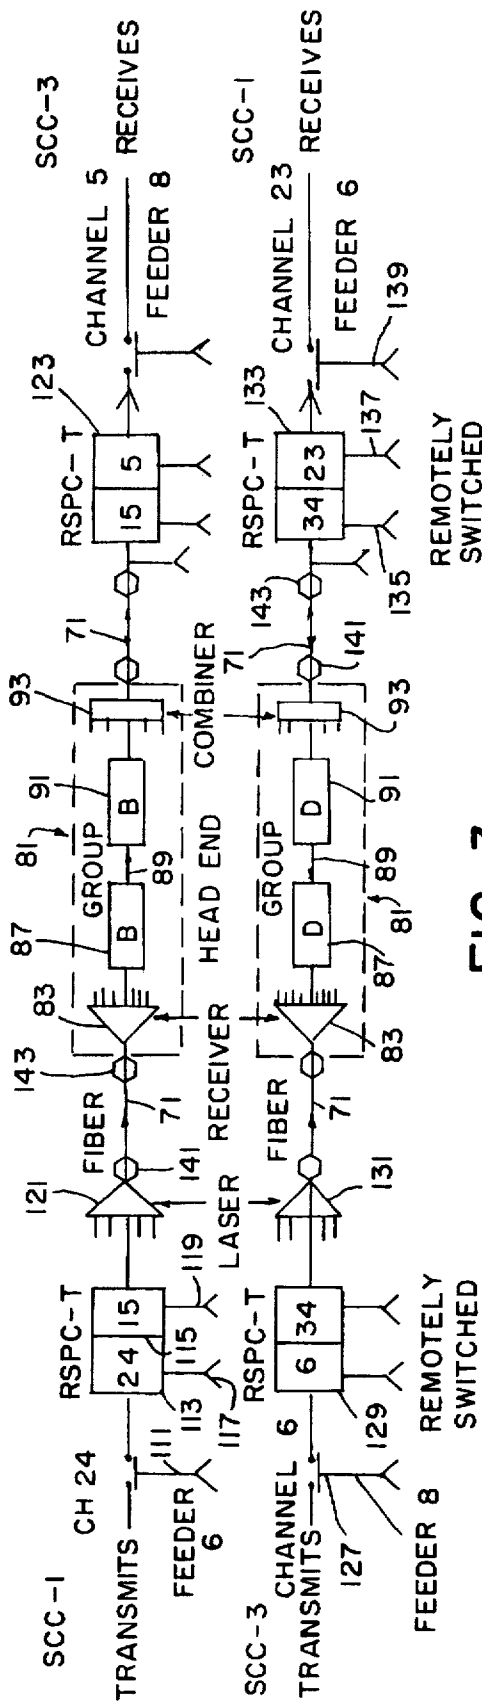 SCC-1
TRANSMITS
CH 24
FEEDER
6
111
RSPC-T
24
15
113
115
117
119
121
LASER
141
FIBER
71
143
RECEIVER
83
87
B
GROUP
89
81
HEAD END
B
91
93
COMBINER
71
RSPC-T
15
5
123
CHANNEL 5
FEEDER 8
RECEIVES
SCC-3
SCC-3
TRANSMITS
CHANNEL 6
127
FEEDER 8
RSPC-T
6
34
129
REMOTELY
SWITCHED
131
FIBER
71
83
87
D
GROUP
89
81
D
91
93
71
141
143
RSPC-T
34
23
133
135
137
139
REMOTELY
SWITCHED
CHANNEL 23
FEEDER 6
RECEIVES
SCC-1